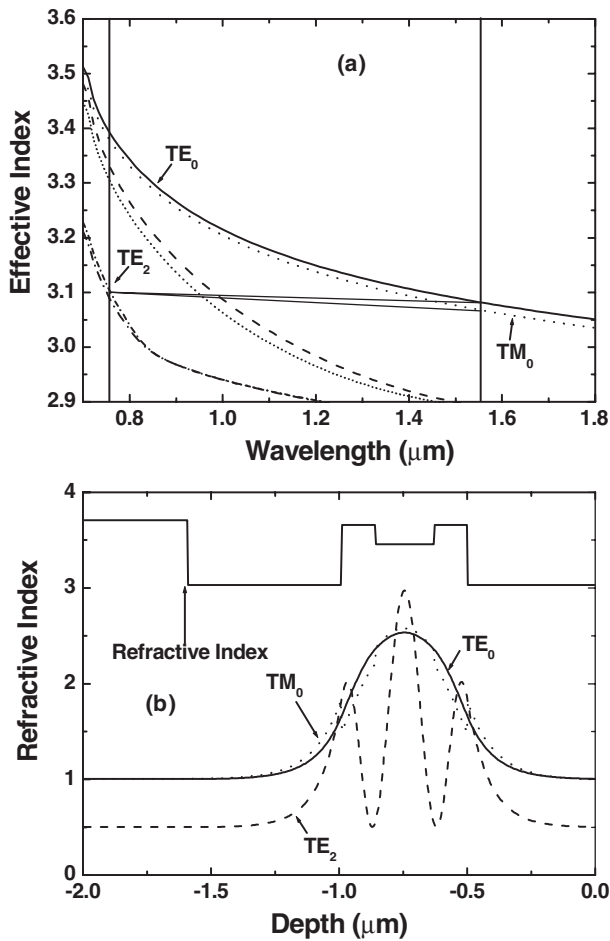 3.6
(a)
3.5
3.4
TE0
3.3
3.2
TE2
3.1
3.0
TM0
2.9
0.8 1.0 1.2 1.4 1.6 1.8
Effective Index
Wavelength (μm)
4
3
Refractive Index
TE0
TM0
2
(b)
1
TE2
0
-2.0 -1.5 -1.0 -0.5 0.0
Refractive Index
Depth (μm)